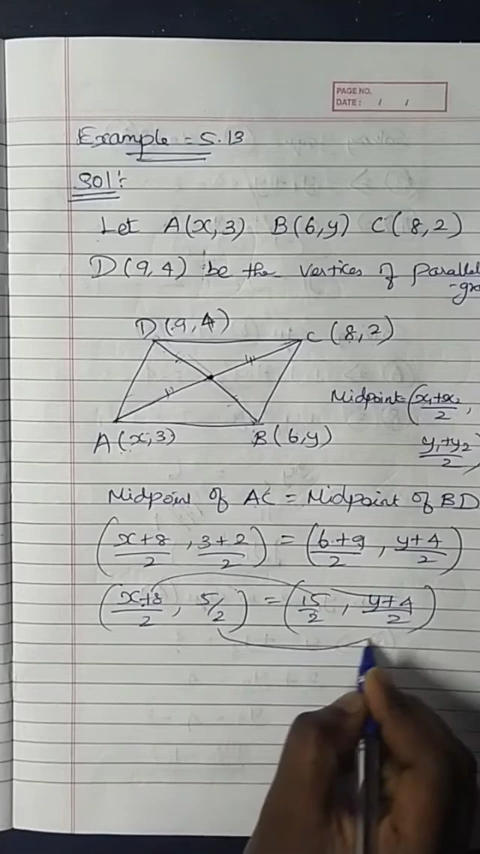 PAGE NO.
DATE: / /
Example = 5.13
Sol:
Let A(x,3) B(6,y) C(8,2)
D(9,4) be the vertices of parallel
-gr
D(9,4) C(8,2)
Midpoint=(x₁+x₂/2,
y₁+y₂/2)
A(x,3) B(6,y)
Midpoint of AC = Midpoint of BD
(x+8/2, 3+2/2) = (6+9/2, y+4/2)
(x+8/2, 5/2) = (15/2, y+4/2)